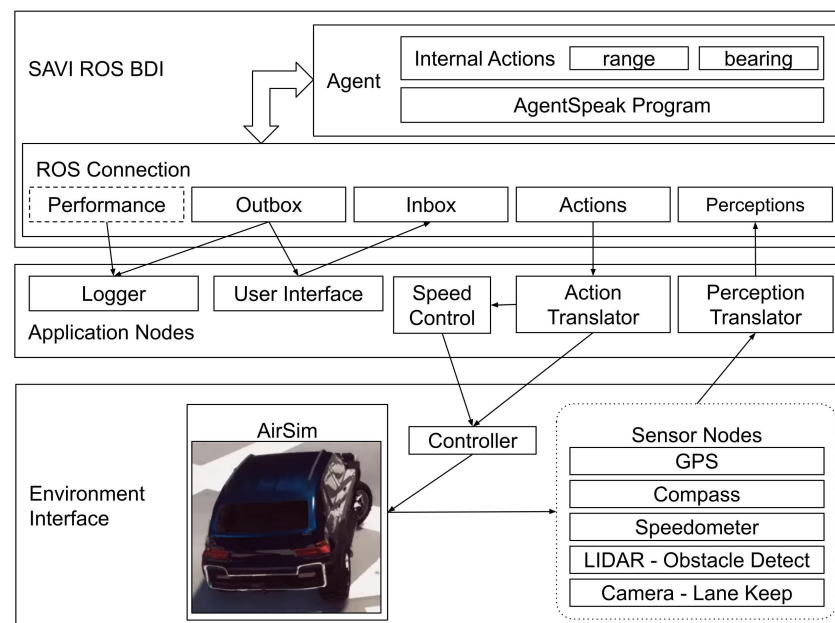 SAVI ROS BDI
Agent
Internal Actions
range
bearing
AgentSpeak Program
ROS Connection
Performance
Outbox
Inbox
Actions
Perceptions
Logger
User Interface
Speed
Control
Action
Translator
Perception
Translator
Application Nodes
Environment
Interface
AirSim
Controller
Sensor Nodes
GPS
Compass
Speedometer
LIDAR - Obstacle Detect
Camera - Lane Keep